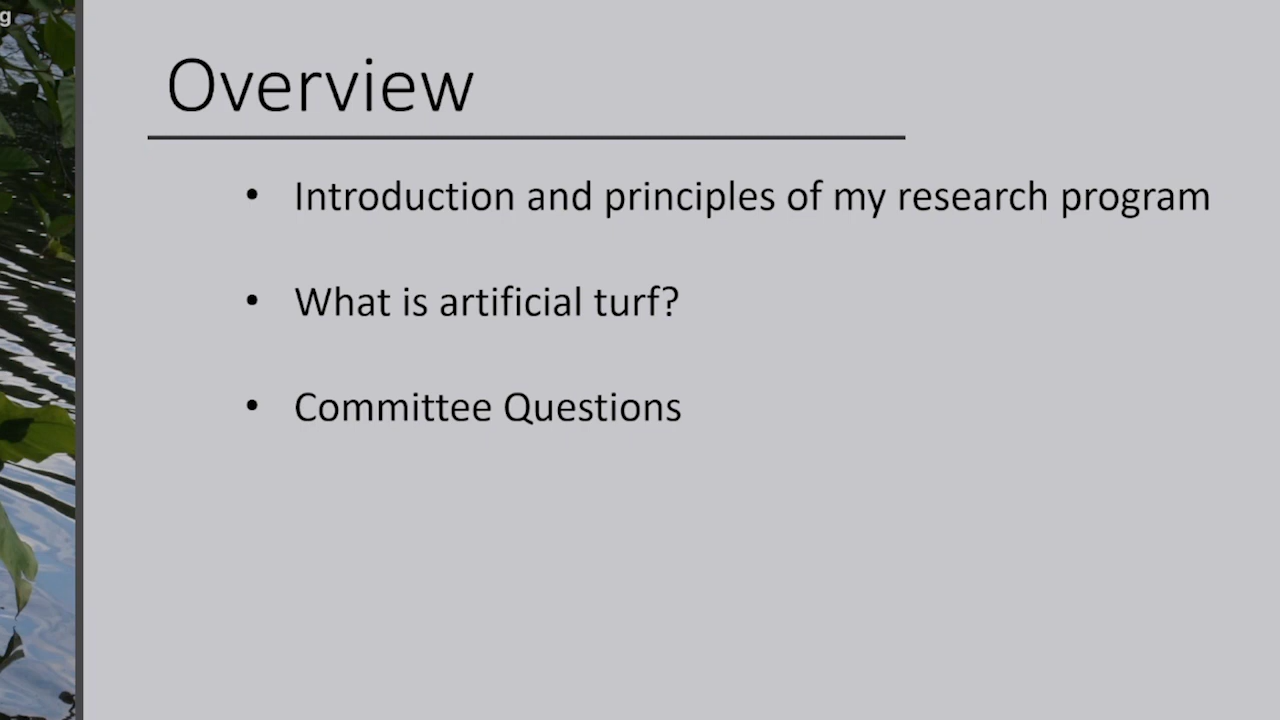 g
Overview
• Introduction and principles of my research program
• What is artificial turf?
• Committee Questions